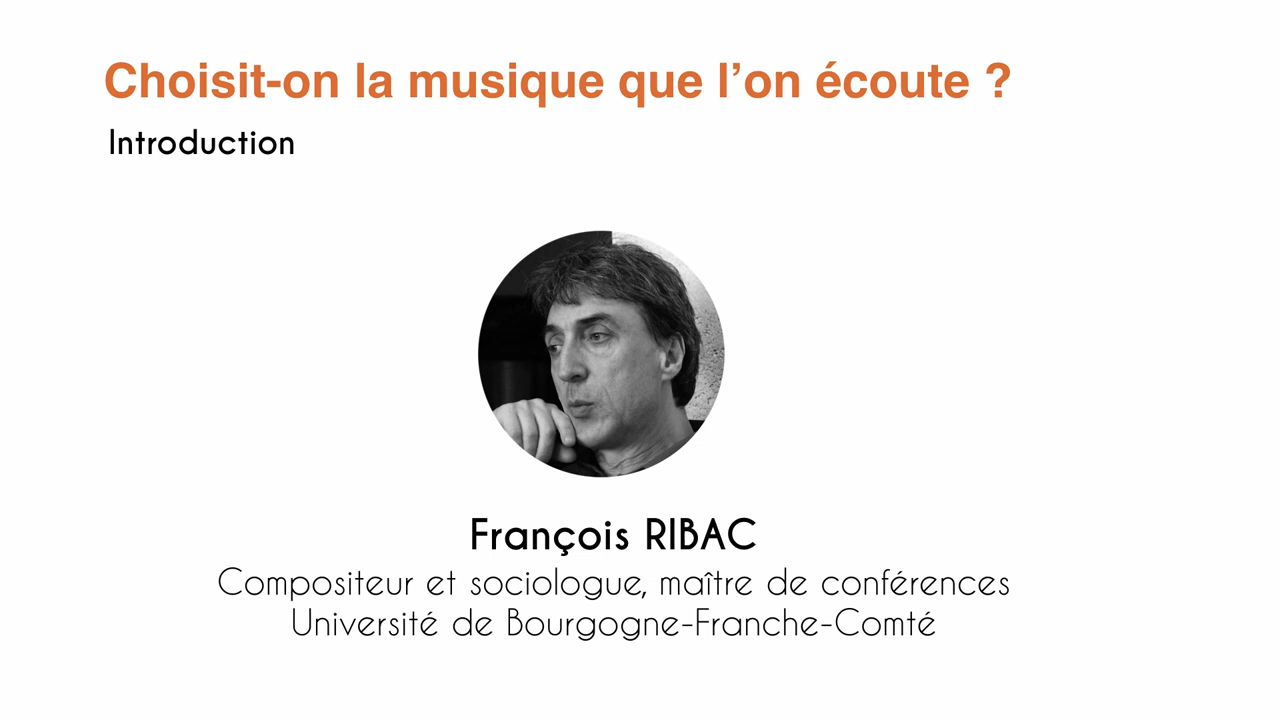 Choisit-on la musique que l’on écoute ?
Introduction
François RIBAC
Compositeur et sociologue, maître de conférences
Université de Bourgogne-Franche-Comté